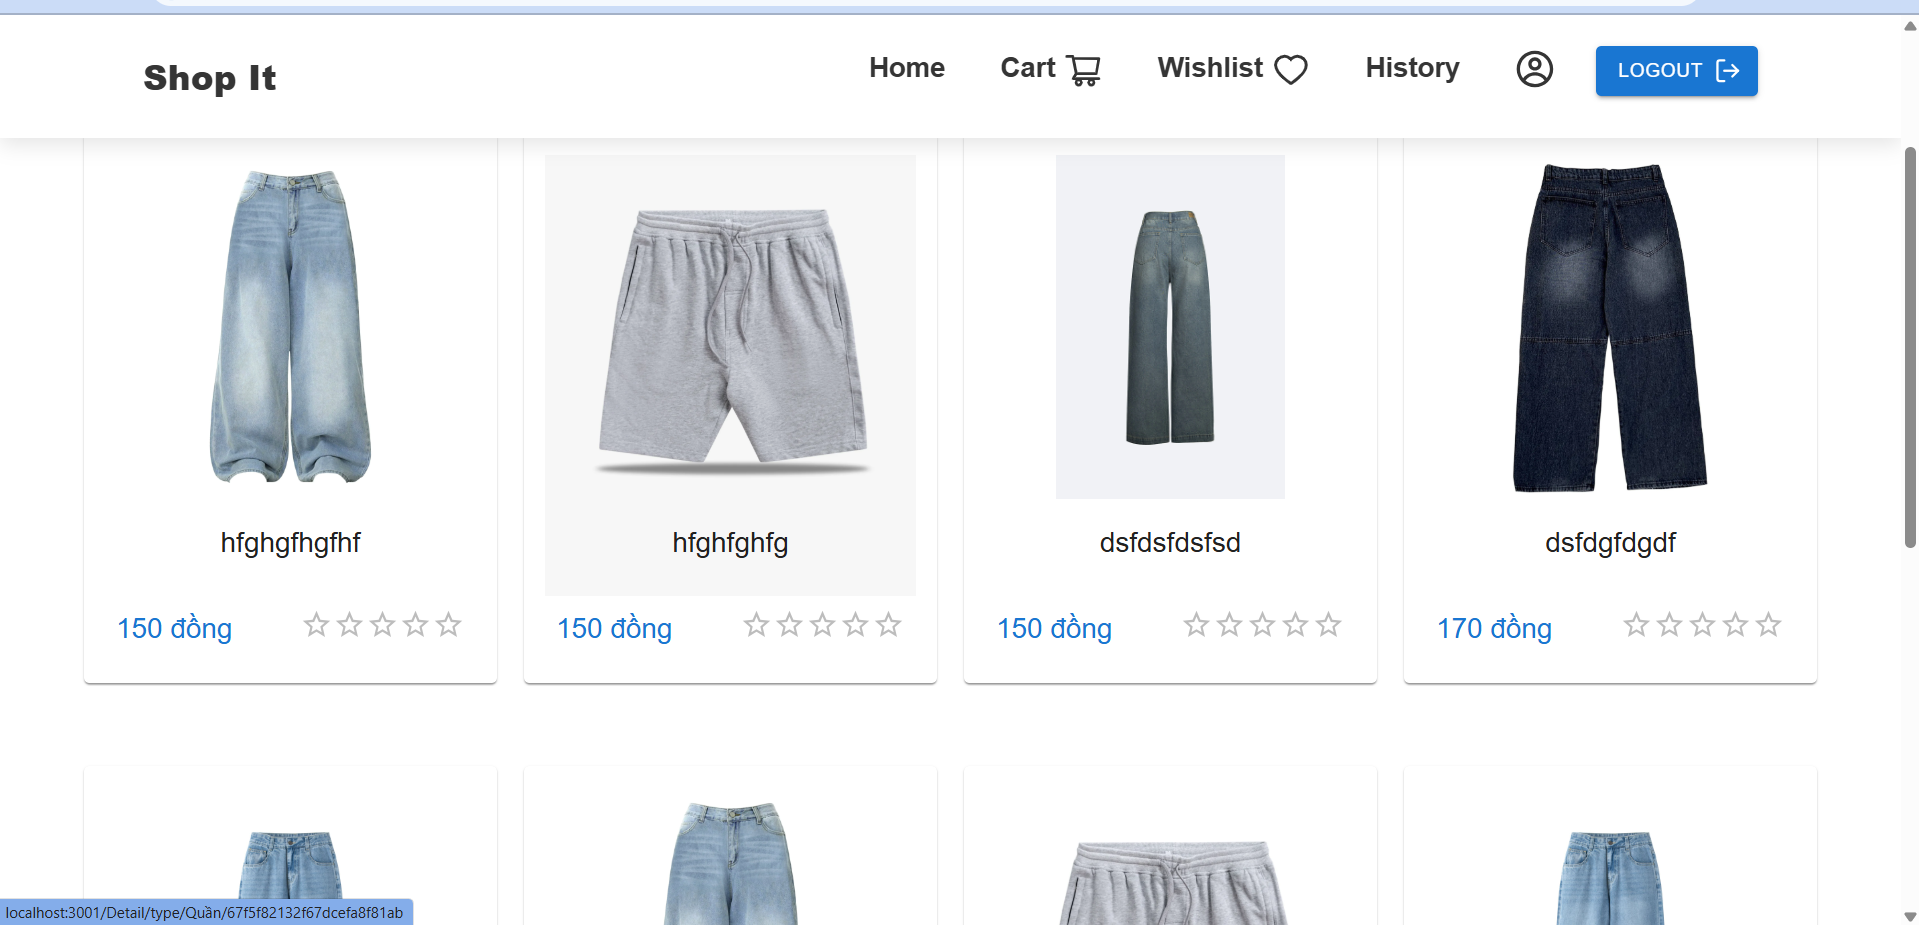 Shop It
Home
Cart
Wishlist
History
LOGOUT
hfghgfhgfhf
hfghfghfg
dsfdsfdsfsd
dsfdgfdgdf
150 đồng
150 đồng
150 đồng
170 đồng
localhost:3001/Detail/type/Quần/67f5f82132f67dcefa8f81ab